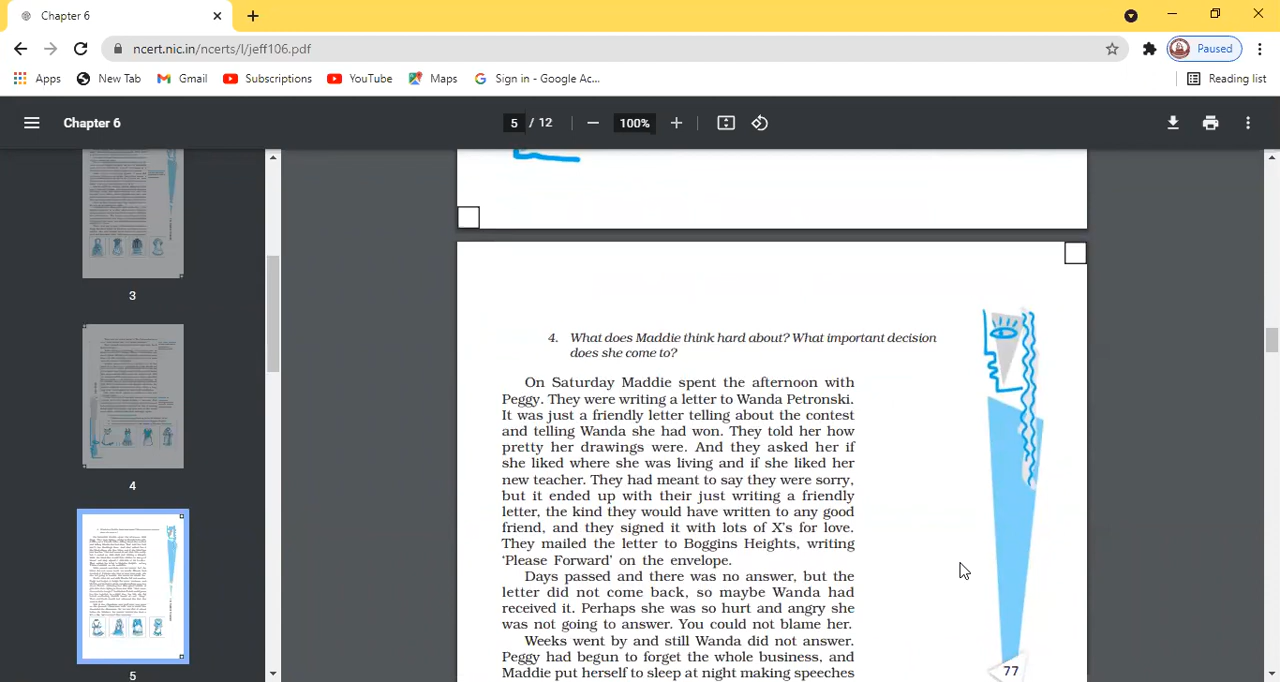 Chapter 6
ncert.nic.in/ncerts/l/jeff106.pdf
Paused
Apps
New Tab
Gmail
Subscriptions
YouTube
Maps
Sign in - Google Ac...
Reading list
Chapter 6
5 / 12
100%
3
4
5
4. What does Maddie think hard about? What important decision
does she come to?
On Saturday Maddie spent the afternoon with
Peggy. They were writing a letter to Wanda Petronski.
It was just a friendly letter telling about the contest
and telling Wanda she had won. They told her how
pretty her drawings were. And they asked her if
she liked where she was living and if she liked her
new teacher. They had meant to say they were sorry,
but it ended up with their just writing a friendly
letter, the kind they would have written to any good
friend, and they signed it with lots of X's for love.
They mailed the letter to Boggins Heights, writing
‘Please Forward’ on the envelope.
Days passed and there was no answer, but the
letter did not come back, so maybe Wanda had
received it. Perhaps she was so hurt and angry she
was not going to answer. You could not blame her.
Weeks went by and still Wanda did not answer.
Peggy had begun to forget the whole business, and
Maddie put herself to sleep at night making speeches
77